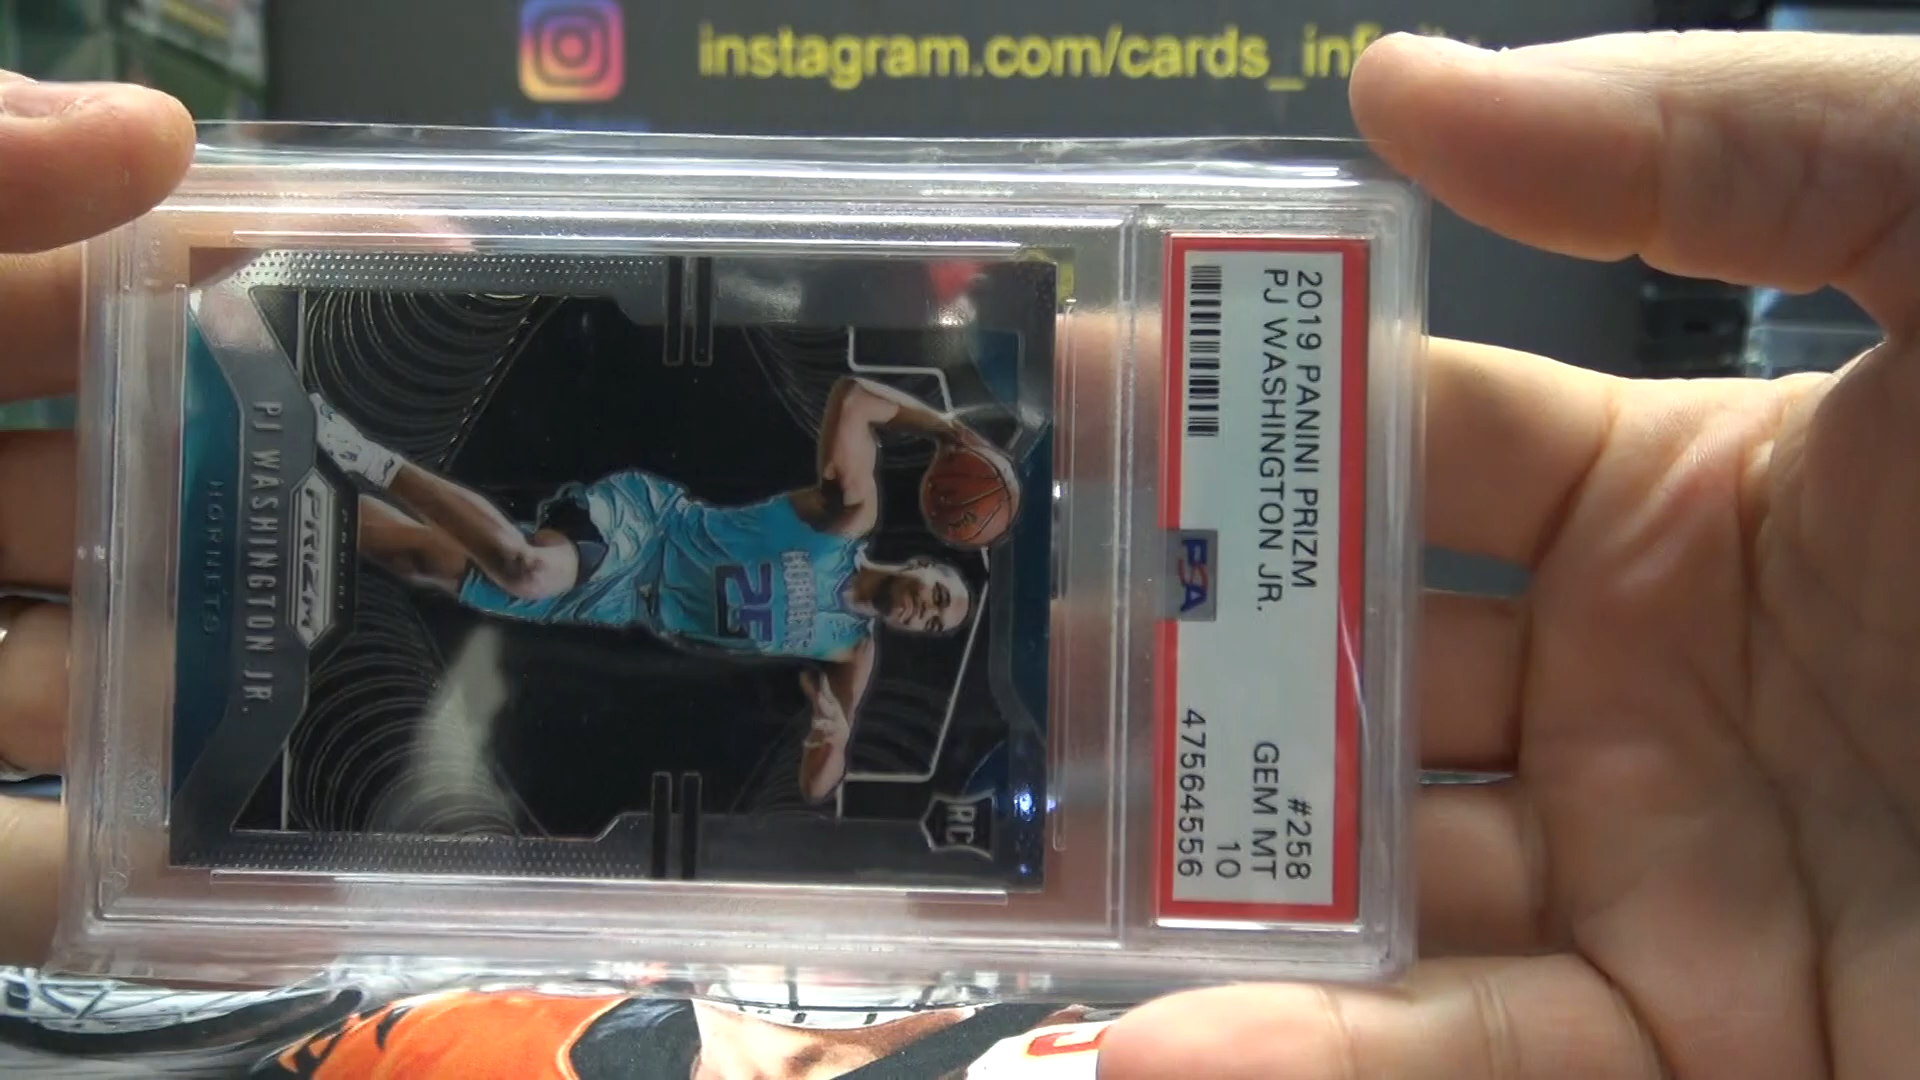 instagram.com/cards_inf
2019 PANINI PRIZM
#258
PJ WASHINGTON JR.
GEM MT
10
PSA
47564556
RC
HORNETS
25
PRIZM
PJ WASHINGTON JR.
HORNETS